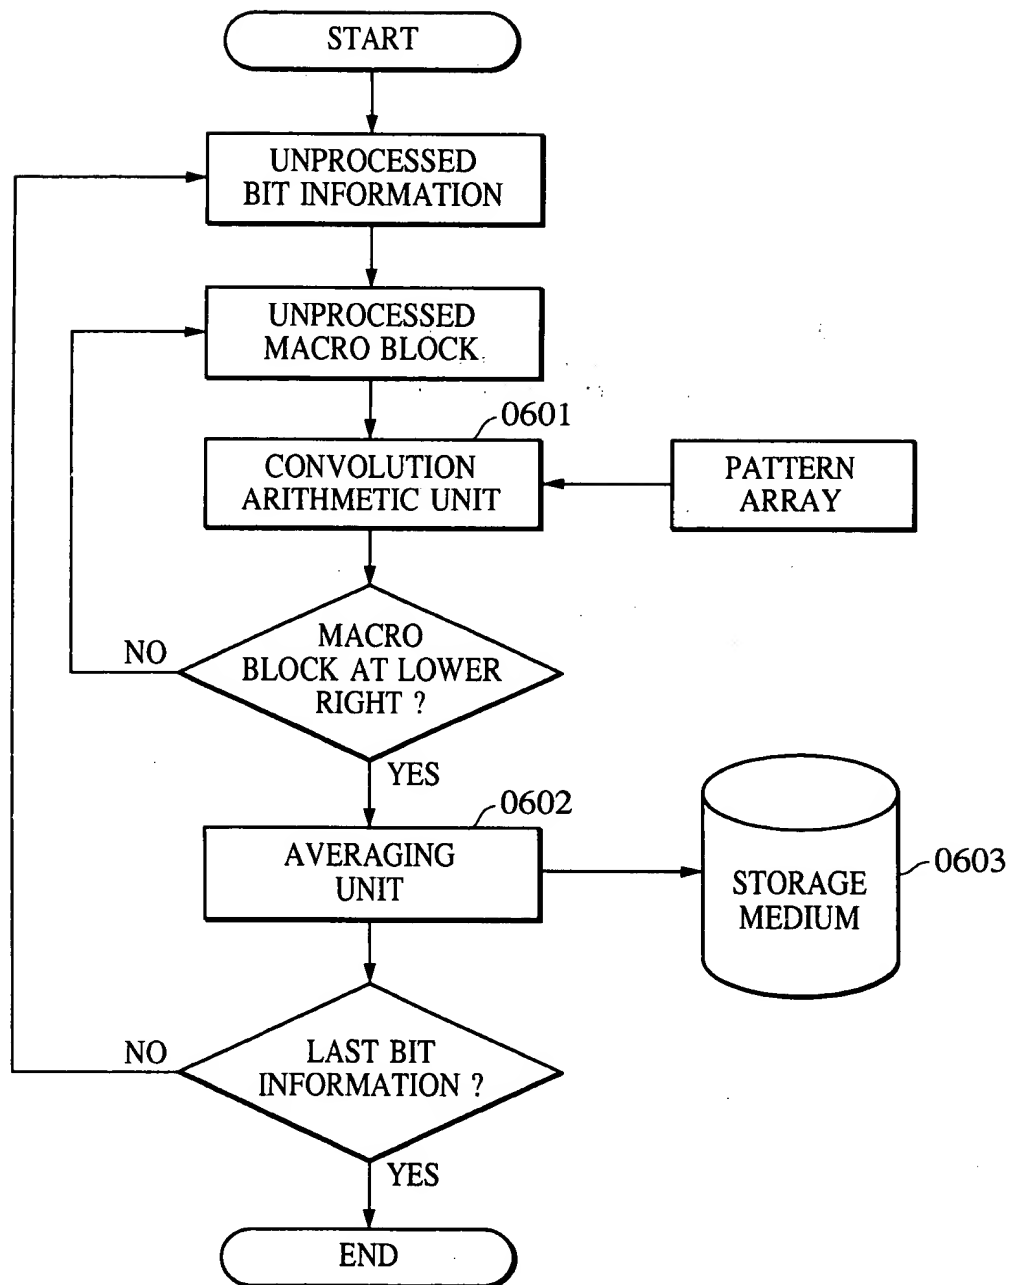 START
UNPROCESSED
BIT INFORMATION
UNPROCESSED
MACRO BLOCK
0601
CONVOLUTION
ARITHMETIC UNIT
PATTERN
ARRAY
NO
MACRO
BLOCK AT LOWER
RIGHT ?
YES
0602
AVERAGING
UNIT
STORAGE
MEDIUM
0603
NO
LAST BIT
INFORMATION ?
YES
END